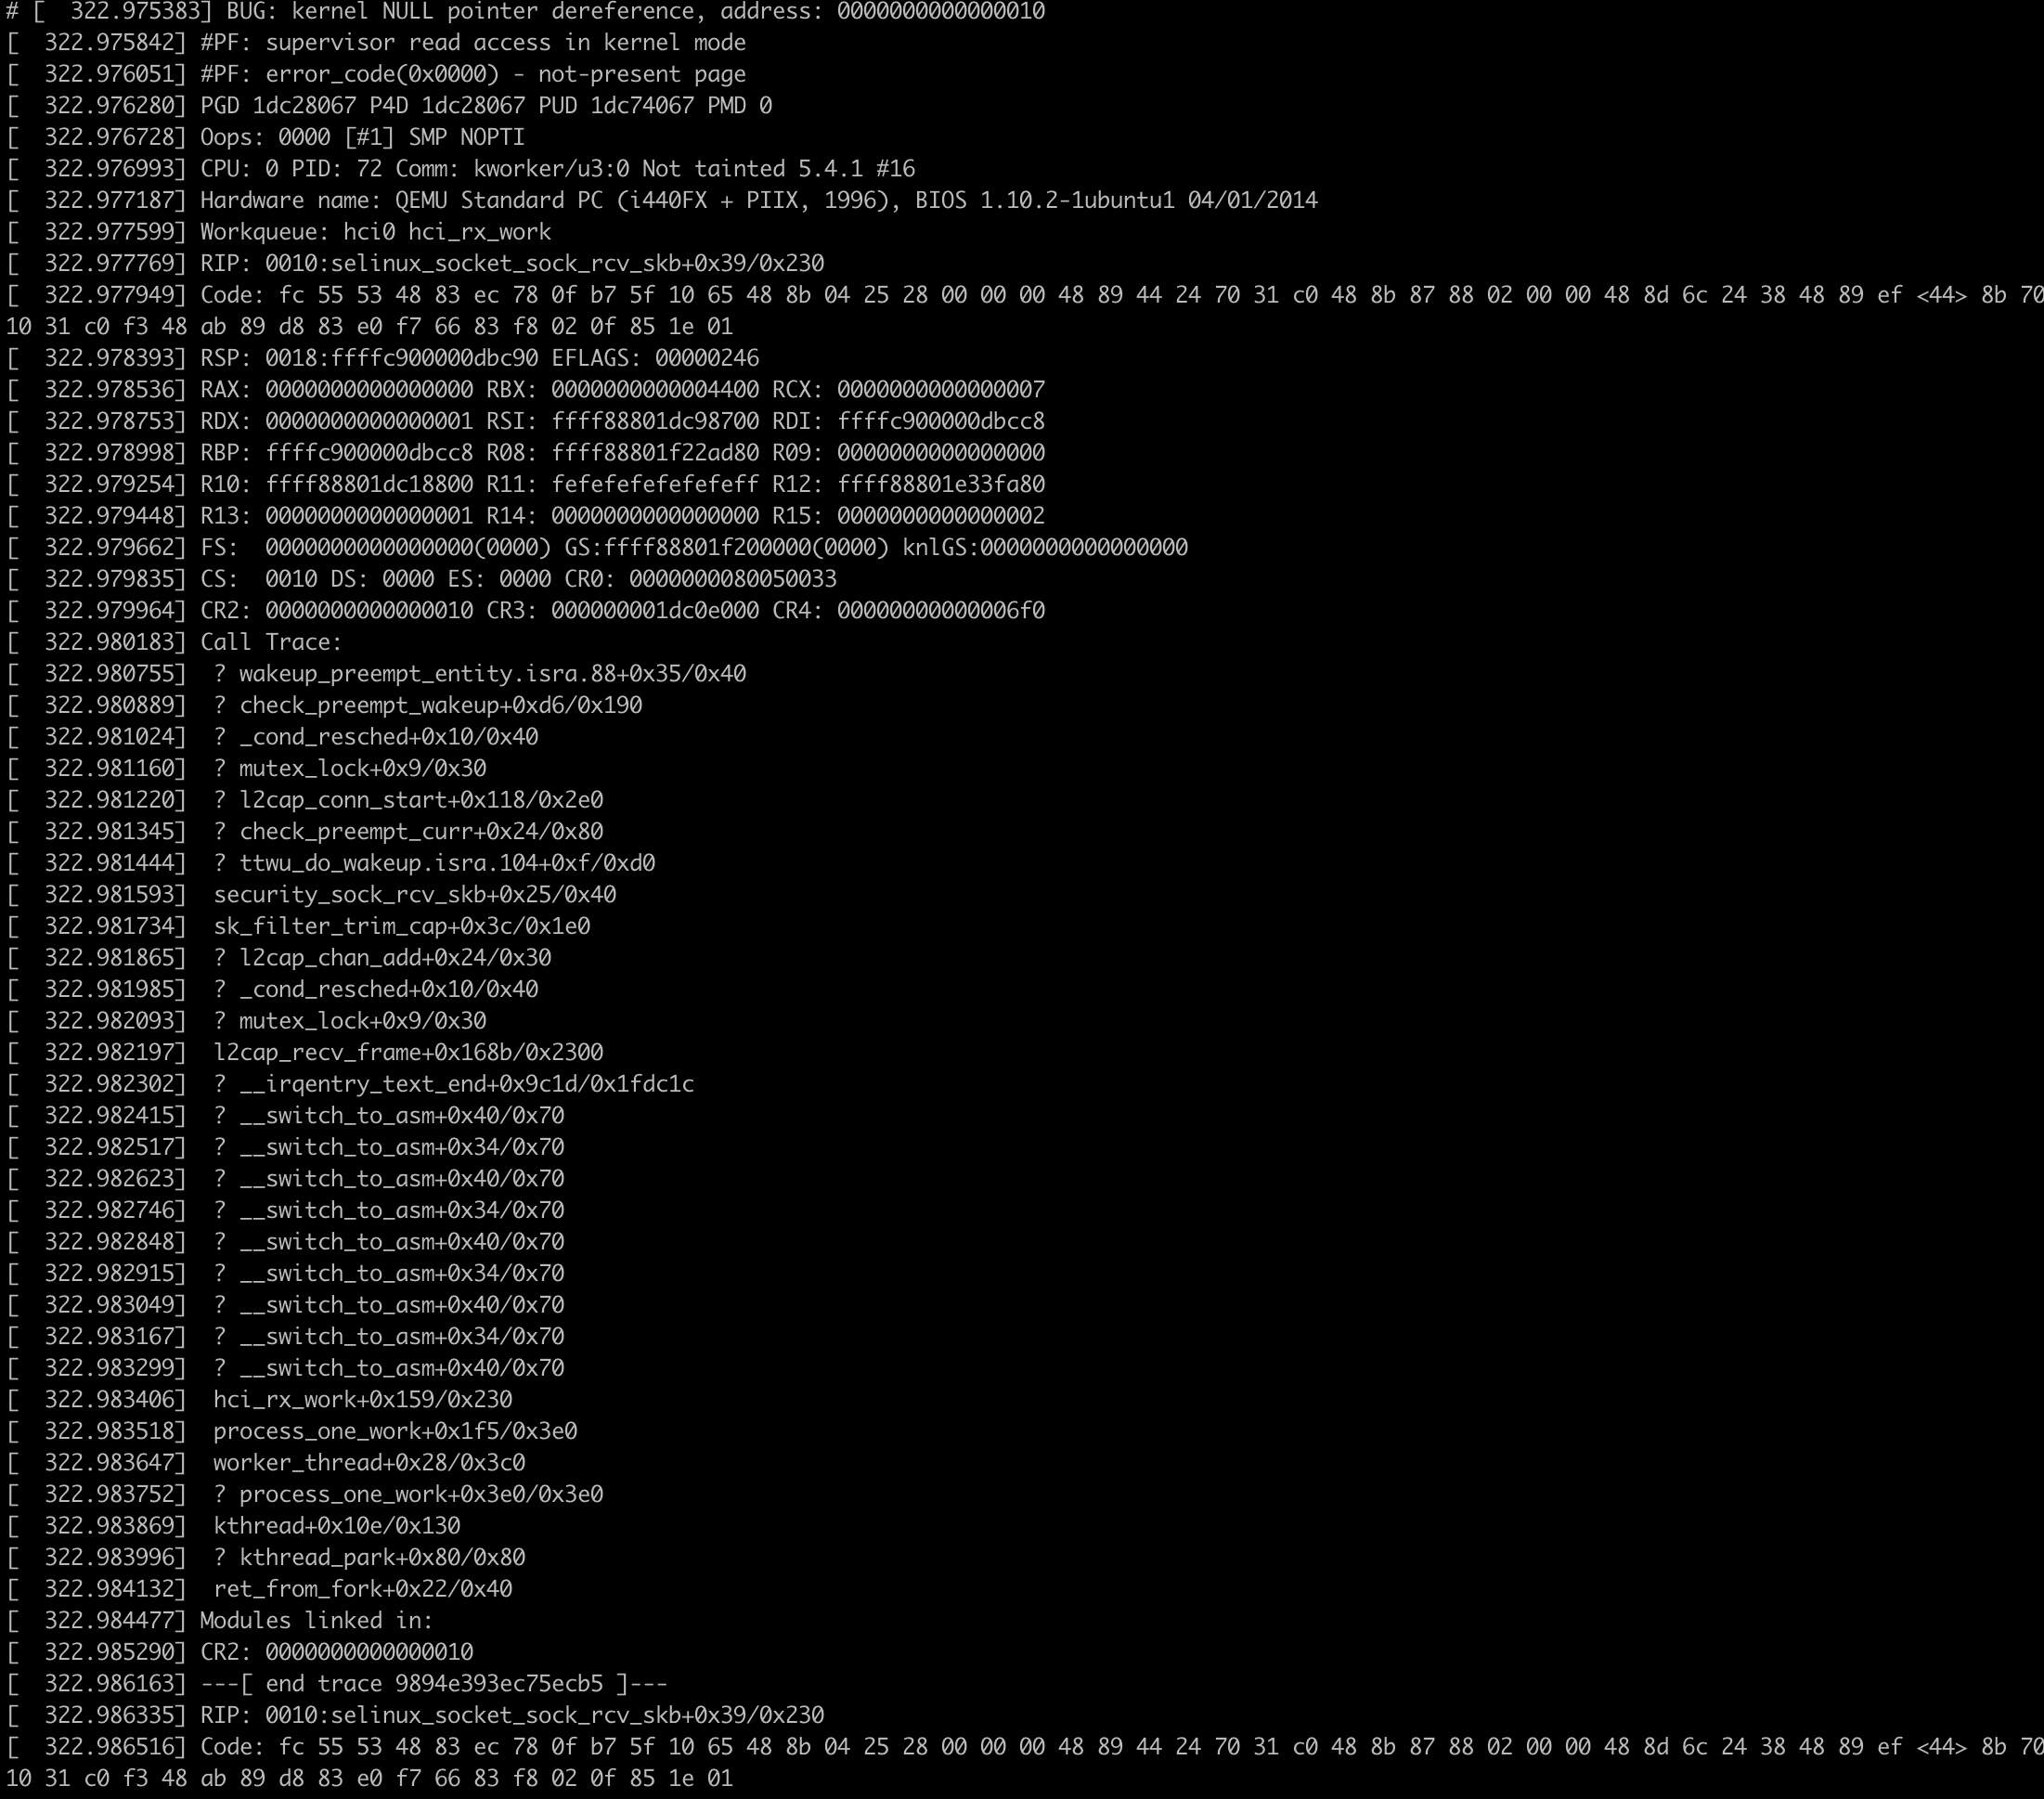 # [  322.975383] BUG: kernel NULL pointer dereference, address: 0000000000000010
[  322.975842] #PF: supervisor read access in kernel mode
[  322.976051] #PF: error_code(0x0000) - not-present page
[  322.976280] PGD 1dc28067 P4D 1dc28067 PUD 1dc74067 PMD 0
[  322.976728] Oops: 0000 [#1] SMP NOPTI
[  322.976993] CPU: 0 PID: 72 Comm: kworker/u3:0 Not tainted 5.4.1 #16
[  322.977187] Hardware name: QEMU Standard PC (i440FX + PIIX, 1996), BIOS 1.10.2-1ubuntu1 04/01/2014
[  322.977599] Workqueue: hci0 hci_rx_work
[  322.977769] RIP: 0010:selinux_socket_sock_rcv_skb+0x39/0x230
[  322.977949] Code: fc 55 53 48 83 ec 78 0f b7 5f 10 65 48 8b 04 25 28 00 00 00 48 89 44 24 70 31 c0 48 8b 87 88 02 00 00 48 8d 6c 24 38 48 89 ef <44> 8b 70
10 31 c0 f3 48 ab 89 d8 83 e0 f7 66 83 f8 02 0f 85 1e 01
[  322.978393] RSP: 0018:ffffc900000dbc90 EFLAGS: 00000246
[  322.978536] RAX: 0000000000000000 RBX: 0000000000004400 RCX: 0000000000000007
[  322.978753] RDX: 0000000000000001 RSI: ffff88801dc98700 RDI: ffffc900000dbcc8
[  322.978998] RBP: ffffc900000dbcc8 R08: ffff88801f22ad80 R09: 0000000000000000
[  322.979254] R10: ffff88801dc18800 R11: fefefefefefefeff R12: ffff88801e33fa80
[  322.979448] R13: 0000000000000001 R14: 0000000000000000 R15: 0000000000000002
[  322.979662] FS:  0000000000000000(0000) GS:ffff88801f200000(0000) knlGS:0000000000000000
[  322.979835] CS:  0010 DS: 0000 ES: 0000 CR0: 0000000080050033
[  322.979964] CR2: 0000000000000010 CR3: 000000001dc0e000 CR4: 00000000000006f0
[  322.980183] Call Trace:
[  322.980755]  ? wakeup_preempt_entity.isra.88+0x35/0x40
[  322.980889]  ? check_preempt_wakeup+0xd6/0x190
[  322.981024]  ? _cond_resched+0x10/0x40
[  322.981160]  ? mutex_lock+0x9/0x30
[  322.981220]  ? l2cap_conn_start+0x118/0x2e0
[  322.981345]  ? check_preempt_curr+0x24/0x80
[  322.981444]  ? ttwu_do_wakeup.isra.104+0xf/0xd0
[  322.981593]  security_sock_rcv_skb+0x25/0x40
[  322.981734]  sk_filter_trim_cap+0x3c/0x1e0
[  322.981865]  ? l2cap_chan_add+0x24/0x30
[  322.981985]  ? _cond_resched+0x10/0x40
[  322.982093]  ? mutex_lock+0x9/0x30
[  322.982197]  l2cap_recv_frame+0x168b/0x2300
[  322.982302]  ? __irqentry_text_end+0x9c1d/0x1fdc1c
[  322.982415]  ? __switch_to_asm+0x40/0x70
[  322.982517]  ? __switch_to_asm+0x34/0x70
[  322.982623]  ? __switch_to_asm+0x40/0x70
[  322.982746]  ? __switch_to_asm+0x34/0x70
[  322.982848]  ? __switch_to_asm+0x40/0x70
[  322.982915]  ? __switch_to_asm+0x34/0x70
[  322.983049]  ? __switch_to_asm+0x40/0x70
[  322.983167]  ? __switch_to_asm+0x34/0x70
[  322.983299]  ? __switch_to_asm+0x40/0x70
[  322.983406]  hci_rx_work+0x159/0x230
[  322.983518]  process_one_work+0x1f5/0x3e0
[  322.983647]  worker_thread+0x28/0x3c0
[  322.983752]  ? process_one_work+0x3e0/0x3e0
[  322.983869]  kthread+0x10e/0x130
[  322.983996]  ? kthread_park+0x80/0x80
[  322.984132]  ret_from_fork+0x22/0x40
[  322.984477] Modules linked in:
[  322.985290] CR2: 0000000000000010
[  322.986163] ---[ end trace 9894e393ec75ecb5 ]---
[  322.986335] RIP: 0010:selinux_socket_sock_rcv_skb+0x39/0x230
[  322.986516] Code: fc 55 53 48 83 ec 78 0f b7 5f 10 65 48 8b 04 25 28 00 00 00 48 89 44 24 70 31 c0 48 8b 87 88 02 00 00 48 8d 6c 24 38 48 89 ef <44> 8b 70
10 31 c0 f3 48 ab 89 d8 83 e0 f7 66 83 f8 02 0f 85 1e 01